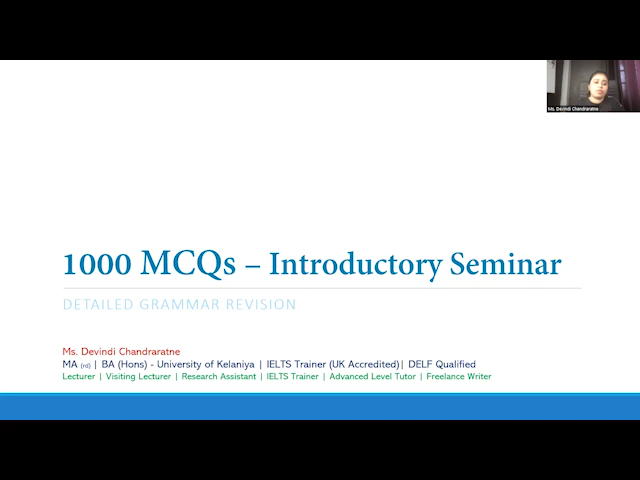 Ms. Devindi Chandraratne
1000 MCQs – Introductory Seminar
DETAILED GRAMMAR REVISION
Ms. Devindi Chandraratne
MA (rd) | BA (Hons) - University of Kelaniya | IELTS Trainer (UK Accredited)| DELF Qualified
Lecturer | Visiting Lecturer | Research Assistant | IELTS Trainer | Advanced Level Tutor | Freelance Writer